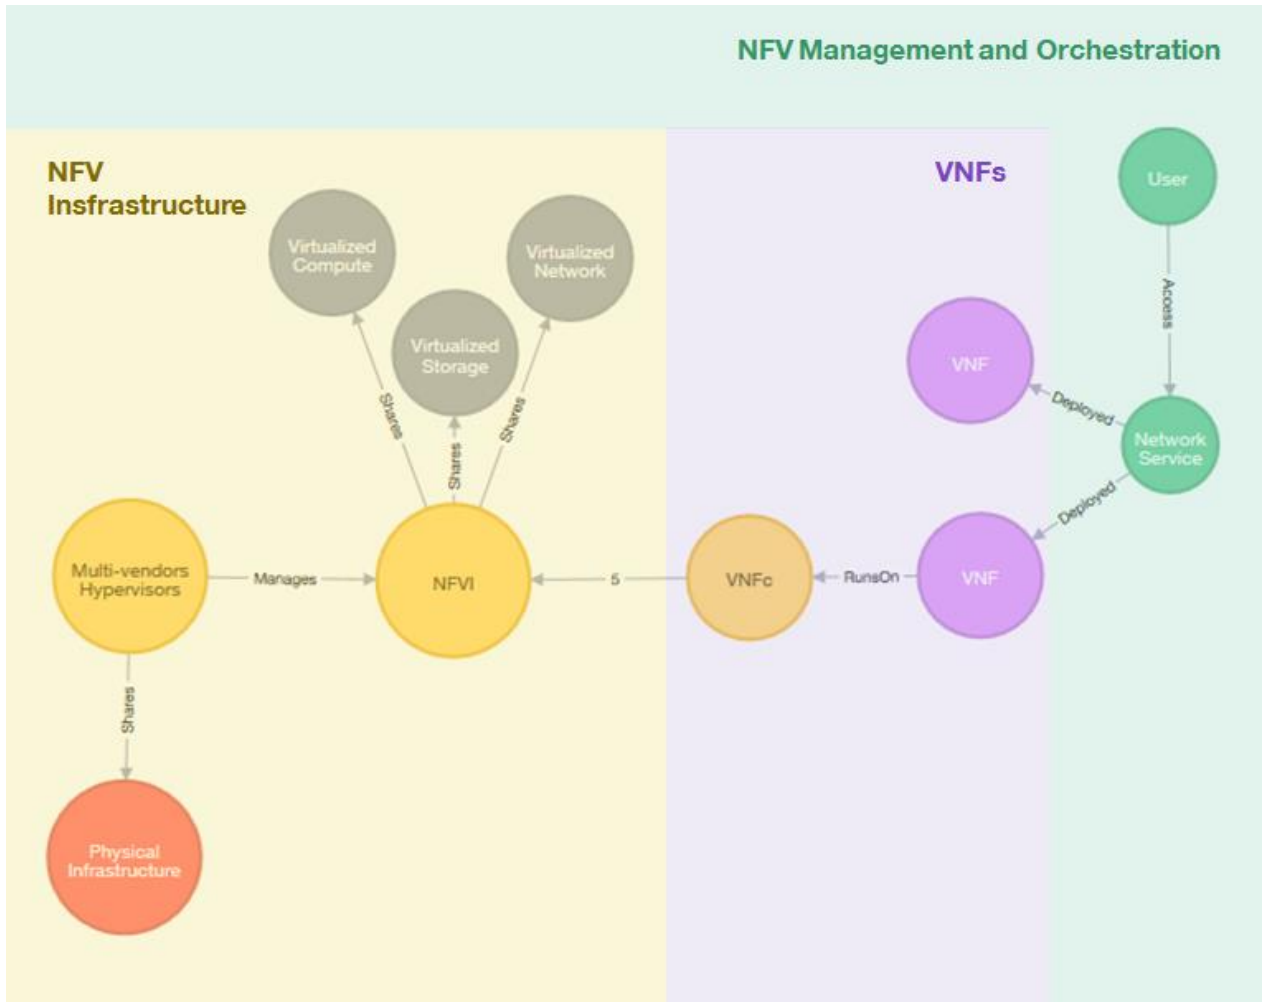 NFV Management and Orchestration
NFV
Insfrastructure
VNFs
User
Virtualized
Compute
Virtualized
Network
Access
Virtualized
Storage
VNF
Shares
Shares
Shares
Deployed
Network
Service
Deployed
Multi-vendors
Hypervisors
Manages
NFVI
5
VNFc
RunsOn
VNF
Shares
Physical
Infrastructure